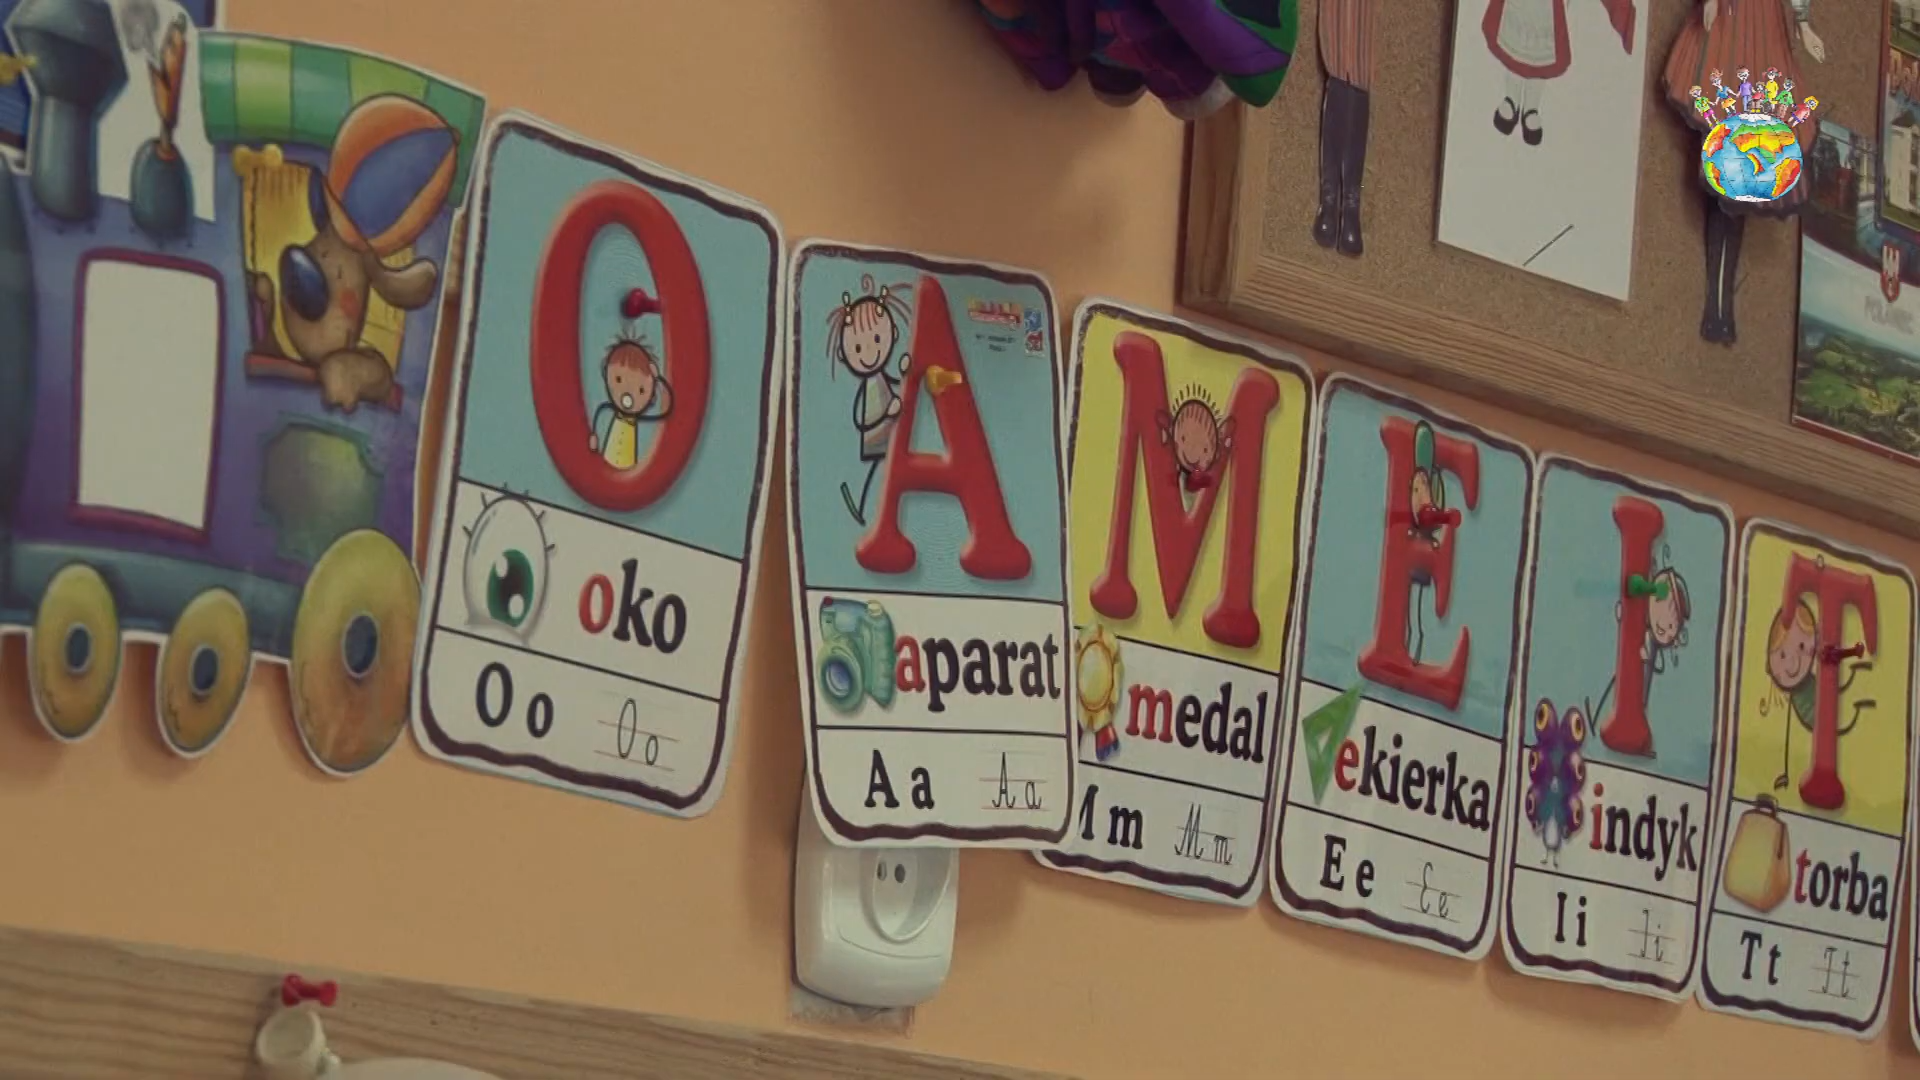 O
oko
O o O o
A
aparat
A a A a
M
medal
M m M m
E
ekierka
E e E e
I
indyk
I i I i
T
torba
T t T t